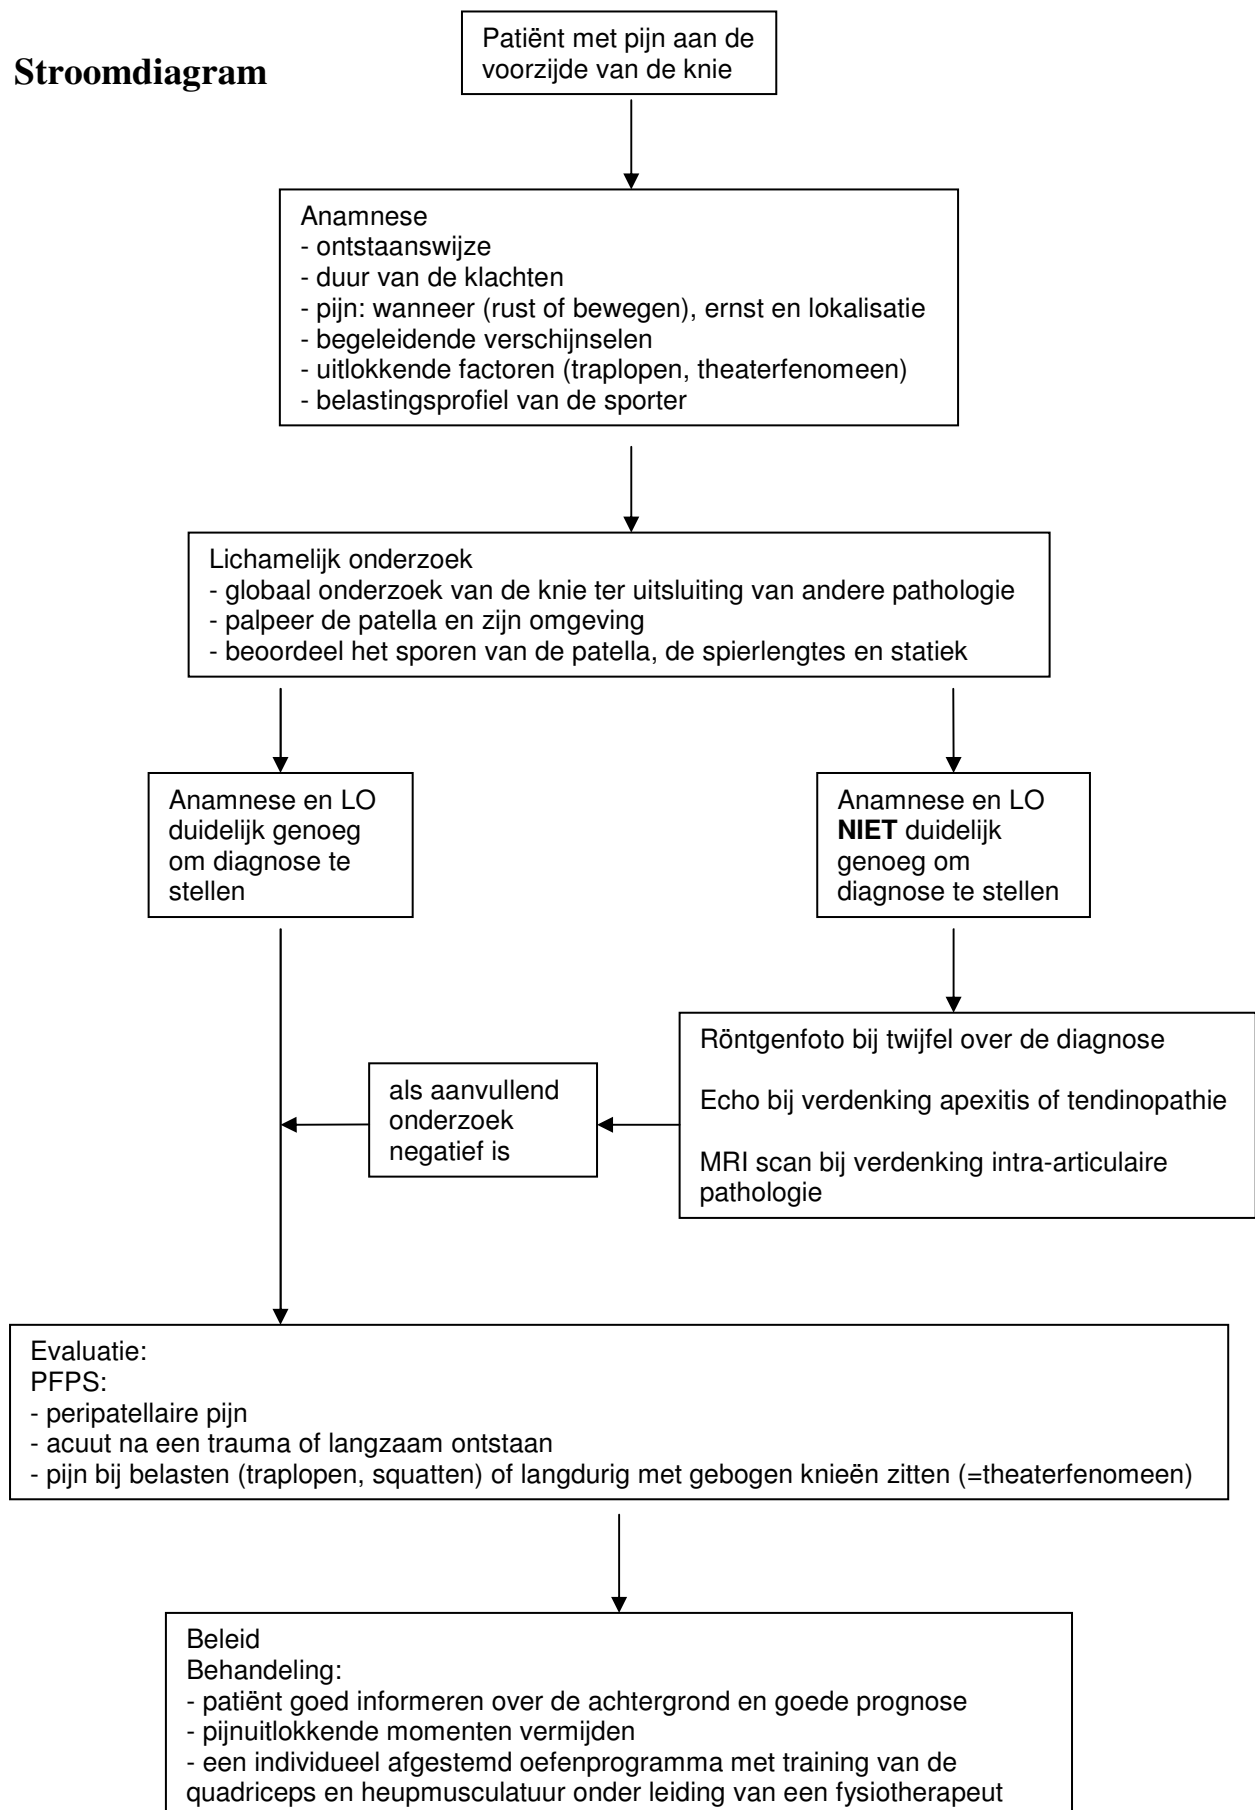 Stroomdiagram
Patiënt met pijn aan de
voorzijde van de knie
Anamnese
- ontstaanswijze
- duur van de klachten
- pijn: wanneer (rust of bewegen), ernst en lokalisatie
- begeleidende verschijnselen
- uitlokkende factoren (traplopen, theaterfenomeen)
- belastingsprofiel van de sporter
Lichamelijk onderzoek
- globaal onderzoek van de knie ter uitsluiting van andere pathologie
- palpeer de patella en zijn omgeving
- beoordeel het sporen van de patella, de spierlengtes en statiek
Anamnese en LO
duidelijk genoeg
om diagnose te
stellen
Anamnese en LO
NIET duidelijk
genoeg om
diagnose te stellen
Röntgenfoto bij twijfel over de diagnose
Echo bij verdenking apexitis of tendinopathie
MRI scan bij verdenking intra-articulaire
pathologie
als aanvullend
onderzoek
negatief is
Evaluatie:
PFPS:
- peripatellaire pijn
- acuut na een trauma of langzaam ontstaan
- pijn bij belasten (traplopen, squatten) of langdurig met gebogen knieën zitten (=theaterfenomeen)
Beleid
Behandeling:
- patiënt goed informeren over de achtergrond en goede prognose
- pijnuitlokkende momenten vermijden
- een individueel afgestemd oefenprogramma met training van de
quadriceps en heupmusculatuur onder leiding van een fysiotherapeut